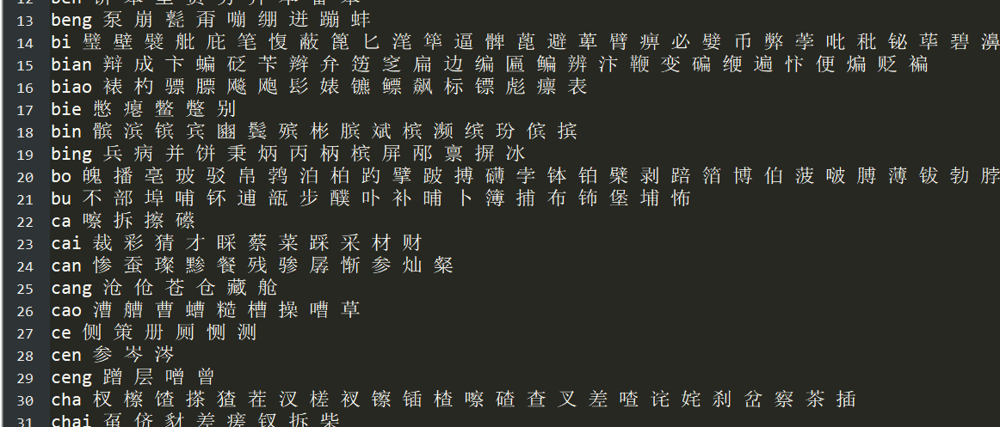 13 beng 泵 崩 甏 甭 嘣 绷 迸 蹦 蚌
14 bi 璧 壁 襞 舭 庇 笔 愎 蔽 篦 匕 滗 筚 逼 髀 蓖 避 萆 臂 痹 必 嬖 币 弊 荸 吡 秕 铋 荜 碧 濞
15 bian 辩 成 卞 蝙 砭 苄 辫 弁 笾 窆 扁 边 编 匾 鳊 辨 汴 鞭 变 碥 缏 遍 忭 便 煸 贬 褊
16 biao 裱 杓 骠 膘 飚 飑 髟 婊 镳 鳔 飙 标 镖 彪 瘭 表
17 bie 憋 瘪 鳖 蹩 别
18 bin 髌 滨 镔 宾 豳 鬓 殡 彬 膑 斌 槟 濒 缤 玢 傧 摈
19 bing 兵 病 并 饼 秉 炳 丙 柄 槟 屏 邴 禀 摒 冰
20 bo 魄 播 亳 玻 驳 帛 鹁 泊 柏 趵 擘 跛 搏 礴 孛 钵 铂 檗 剥 踣 箔 博 伯 菠 啵 膊 薄 钹 勃 脖
21 bu 不 部 埠 哺 钚 逋 瓿 步 醭 卟 补 晡 卜 簿 捕 布 钸 堡 埔 怖
22 ca 嚓 拆 擦 礤
23 cai 裁 彩 猜 才 睬 蔡 菜 踩 采 材 财
24 can 惨 蚕 璨 黪 餐 残 骖 孱 惭 参 灿 粲
25 cang 沧 伧 苍 仓 藏 舱
26 cao 漕 艚 曹 螬 糙 槽 操 嘈 草
27 ce 侧 策 册 厕 恻 测
28 cen 参 岑 涔
29 ceng 蹭 层 噌 曾
30 cha 杈 檫 馇 搽 猹 茬 汊 槎 衩 镲 锸 楂 嚓 碴 查 叉 差 喳 诧 姹 刹 岔 察 茶 插
31 chai 虿 侪 豺 差 瘥 钗 拆 柴